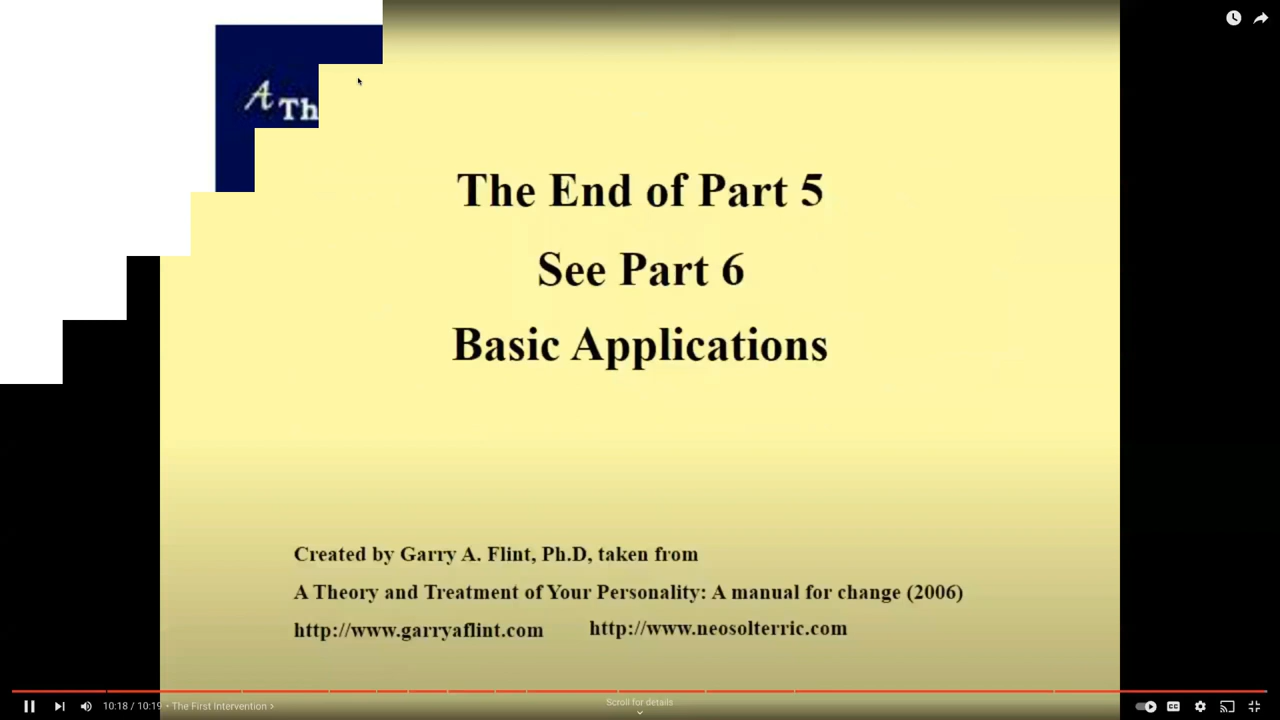 A Th
The End of Part 5
See Part 6
Basic Applications
Created by Garry A. Flint, Ph.D, taken from
A Theory and Treatment of Your Personality: A manual for change (2006)
http://www.garryaflint.com http://www.neosolterric.com
Scroll for details
10:18 / 10:19 • The First Intervention >
CC